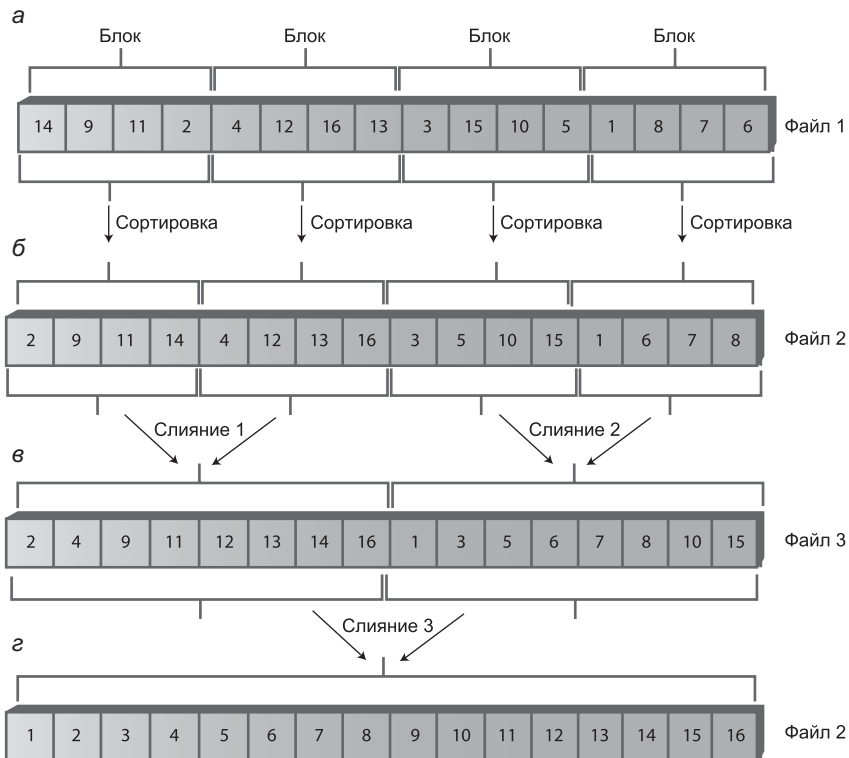 а
Блок Блок Блок Блок
14 9 11 2 4 12 16 13 3 15 10 5 1 8 7 6 Файл 1
Сортировка Сортировка Сортировка Сортировка
б
2 9 11 14 4 12 13 16 3 5 10 15 1 6 7 8 Файл 2
Слияние 1 Слияние 2
в
2 4 9 11 12 13 14 16 1 3 5 6 7 8 10 15 Файл 3
Слияние 3
г
1 2 3 4 5 6 7 8 9 10 11 12 13 14 15 16 Файл 2